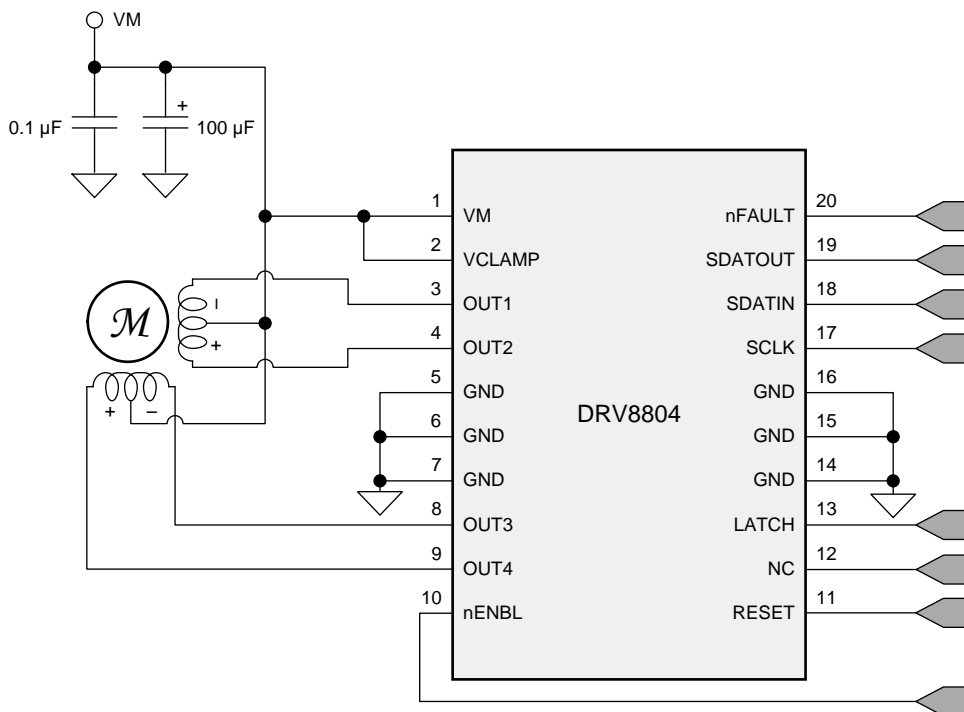 VM
+
0.1 µF
100 µF
1 VM nFAULT 20
2 VCLAMP SDATOUT 19
3 OUT1 SDATIN 18
4 OUT2 SCLK 17
5 GND GND 16
6 GND GND 15
7 GND GND 14
8 OUT3 LATCH 13
9 OUT4 NC 12
10 nENBL RESET 11
DRV8804
M
–
+
+ –